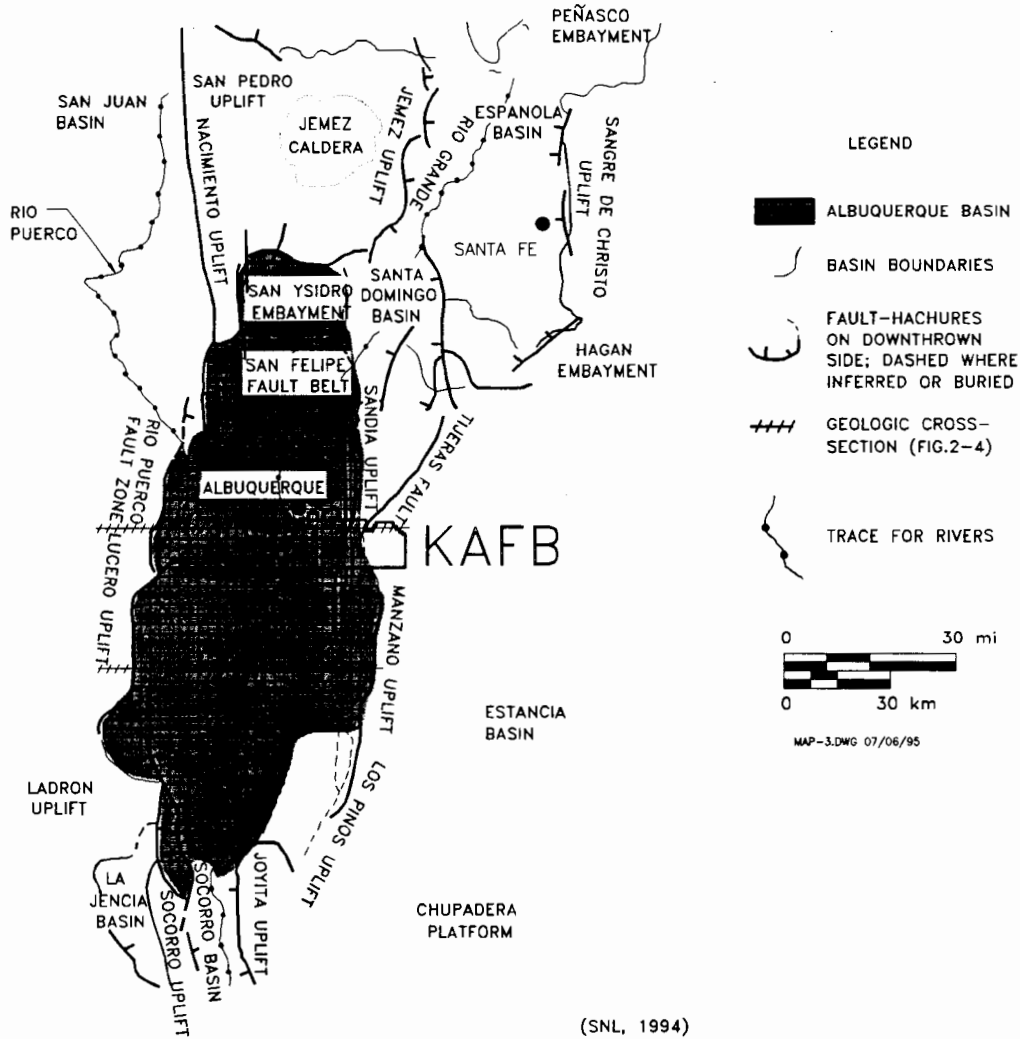 PEÑASCO
EMBAYMENT
SAN PEDRO
UPLIFT
SAN JUAN
BASIN
JEMEZ
CALDERA
JEMEZ UPLIFT
ESPANOLA
BASIN
RIO GRANDE
SANGRE DE CHRISTO
UPLIFT
NACIMIENTO UPLIFT
RIO
PUERCO
SANTA FE
SAN YSIDRO
EMBAYMENT
SANTA
DOMINGO
BASIN
SAN FELIPE
FAULT BELT
HAGAN
EMBAYMENT
SANDIA UPLIFT
TIJERAS FAULT
RIO PUERCO
FAULT ZONE
ALBUQUERQUE
KAFB
LUCERO UPLIFT
MANZANO UPLIFT
ESTANCIA
BASIN
LADRON
UPLIFT
LOS PINOS UPLIFT
LA
JENCIA
BASIN
SOCORRO UPLIFT
SOCORRO BASIN
JOYITA UPLIFT
CHUPADERA
PLATFORM
(SNL, 1994)
LEGEND
ALBUQUERQUE BASIN
BASIN BOUNDARIES
FAULT-HACHURES
ON DOWNTHROWN
SIDE; DASHED WHERE
INFERRED OR BURIED
GEOLOGIC CROSS-
SECTION (FIG.2-4)
TRACE FOR RIVERS
0 30 mi
0 30 km
MAP-3.DWG 07/06/95